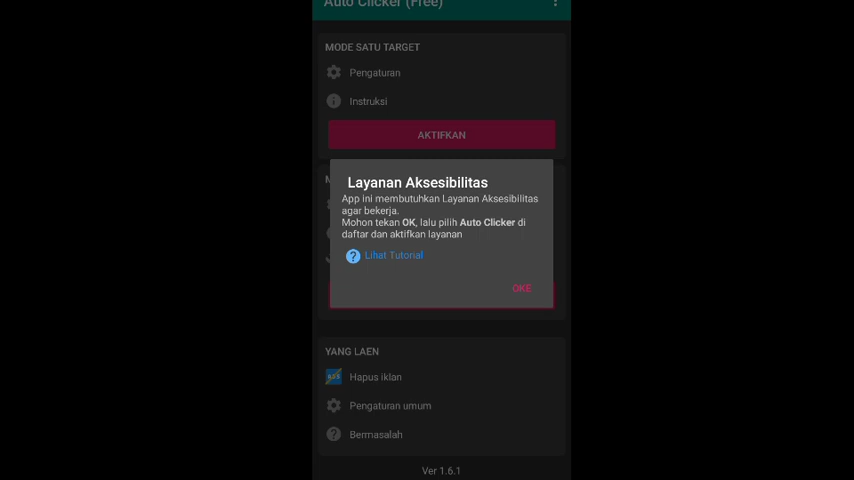 Auto Clicker (Free)
MODE SATU TARGET
Pengaturan
Instruksi
AKTIFKAN
Layanan Aksesibilitas
App ini membutuhkan Layanan Aksesibilitas
agar bekerja.
Mohon tekan OK, lalu pilih Auto Clicker di
daftar dan aktifkan layanan
Lihat Tutorial
OKE
YANG LAEN
Hapus iklan
Pengaturan umum
Bermasalah
Ver 1.6.1